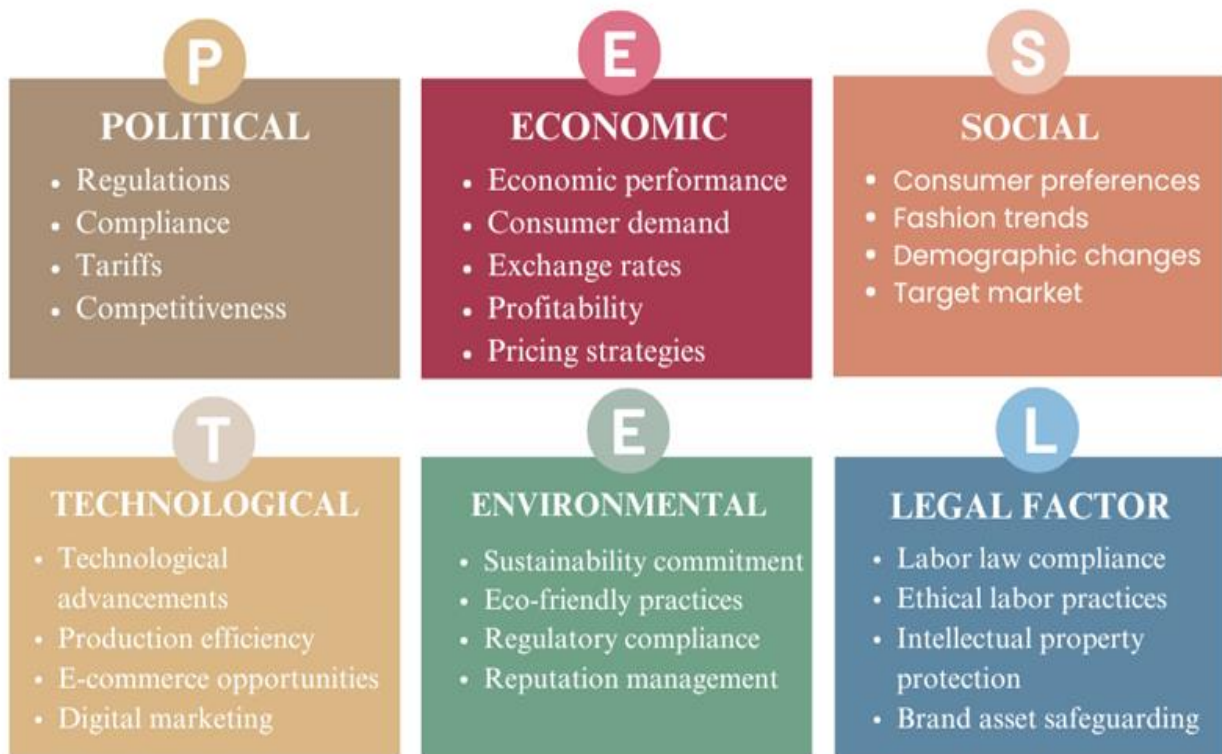 P
POLITICAL
• Regulations
• Compliance
• Tariffs
• Competitiveness
E
ECONOMIC
• Economic performance
• Consumer demand
• Exchange rates
• Profitability
• Pricing strategies
S
SOCIAL
• Consumer preferences
• Fashion trends
• Demographic changes
• Target market
T
TECHNOLOGICAL
• Technological
advancements
• Production efficiency
• E-commerce opportunities
• Digital marketing
E
ENVIRONMENTAL
• Sustainability commitment
• Eco-friendly practices
• Regulatory compliance
• Reputation management
L
LEGAL FACTOR
• Labor law compliance
• Ethical labor practices
• Intellectual property
protection
• Brand asset safeguarding